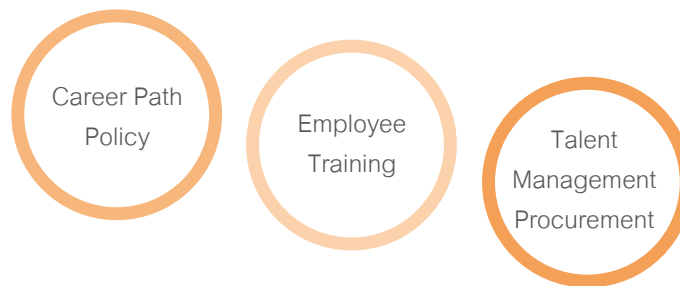 Career Path
Policy
Employee
Training
Talent
Management
Procurement